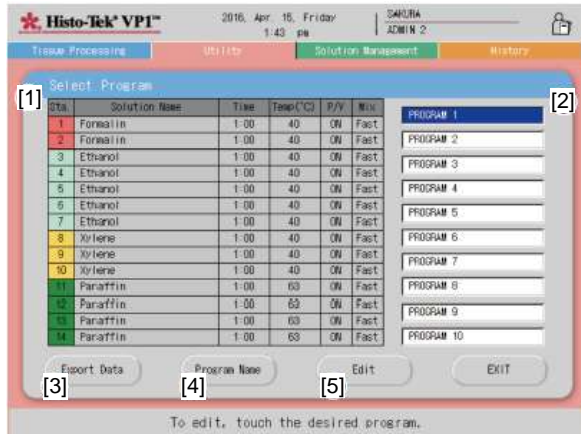 Histo-Tek® VP1™
2016, Apr. 15, Friday
1:43 PM
SAKURA
ADMIN 2
Tissue Processing
Utility
Solution Management
History
Select Program
[1]
[2]
Sta. Solution Name Time Temp(°C) P/V Mix
1 Formalin 1:00 40 ON Fast
2 Formalin 1:00 40 ON Fast
3 Ethanol 1:00 40 ON Fast
4 Ethanol 1:00 40 ON Fast
5 Ethanol 1:00 40 ON Fast
6 Ethanol 1:00 40 ON Fast
7 Ethanol 1:00 40 ON Fast
8 Xylene 1:00 40 ON Fast
9 Xylene 1:00 40 ON Fast
10 Xylene 1:00 40 ON Fast
11 Paraffin 1:00 63 ON Fast
12 Paraffin 1:00 63 ON Fast
13 Paraffin 1:00 63 ON Fast
14 Paraffin 1:00 63 ON Fast
PROGRAM 1
PROGRAM 2
PROGRAM 3
PROGRAM 4
PROGRAM 5
PROGRAM 6
PROGRAM 7
PROGRAM 8
PROGRAM 9
PROGRAM 10
Export Data
Program Name
Edit
EXIT
[3]
[4]
[5]
To edit, touch the desired program.